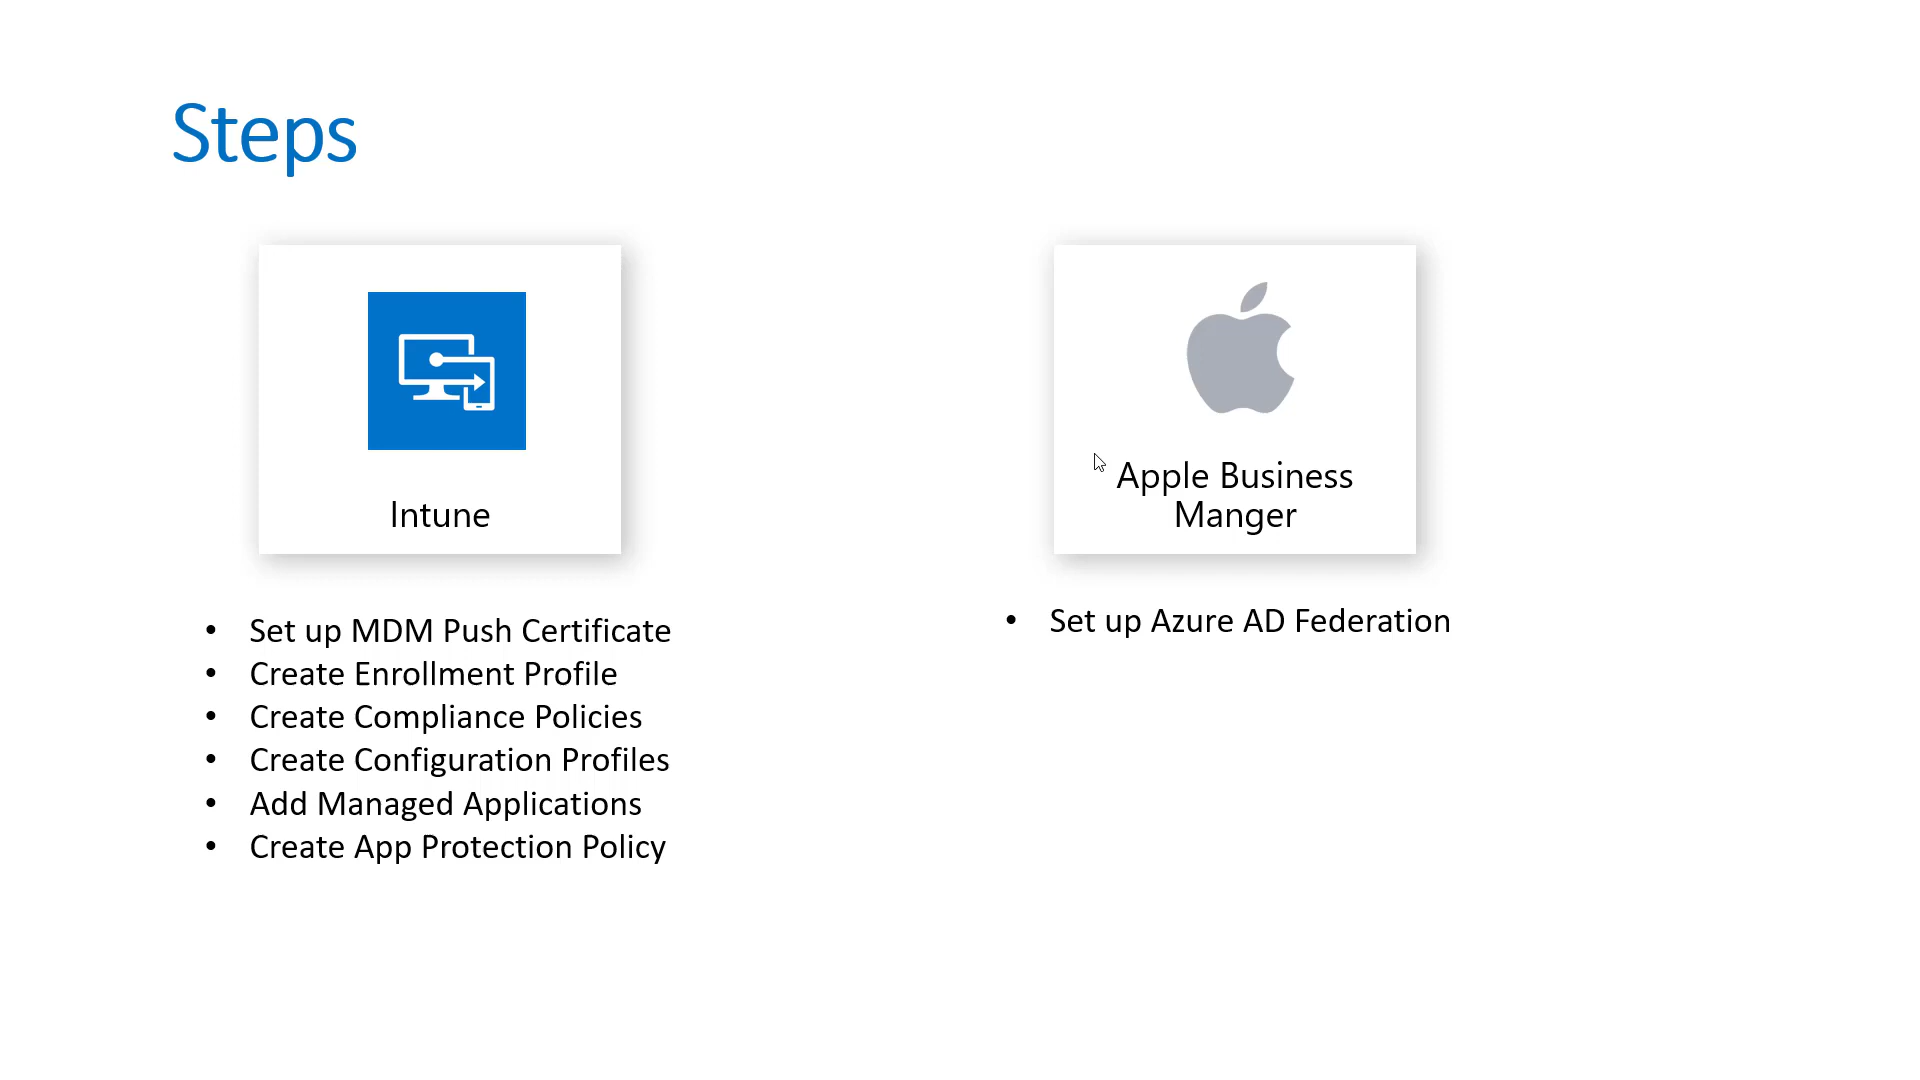 Steps
Intune
• Set up MDM Push Certificate
• Create Enrollment Profile
• Create Compliance Policies
• Create Configuration Profiles
• Add Managed Applications
• Create App Protection Policy
Apple Business
Manger
• Set up Azure AD Federation